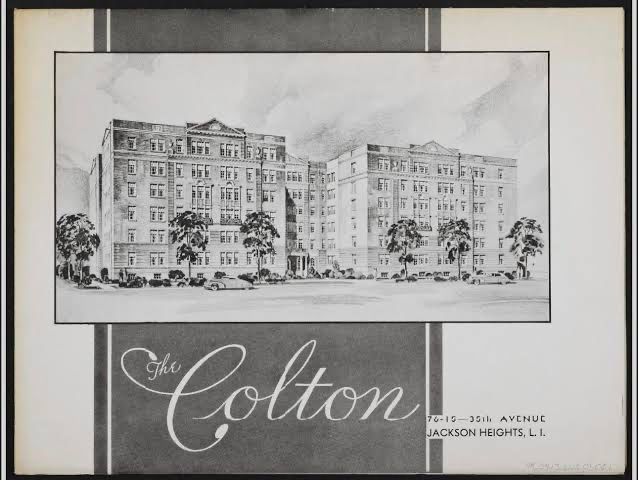 The
Colton
76-15—35th AVENUE
JACKSON HEIGHTS, L. I.